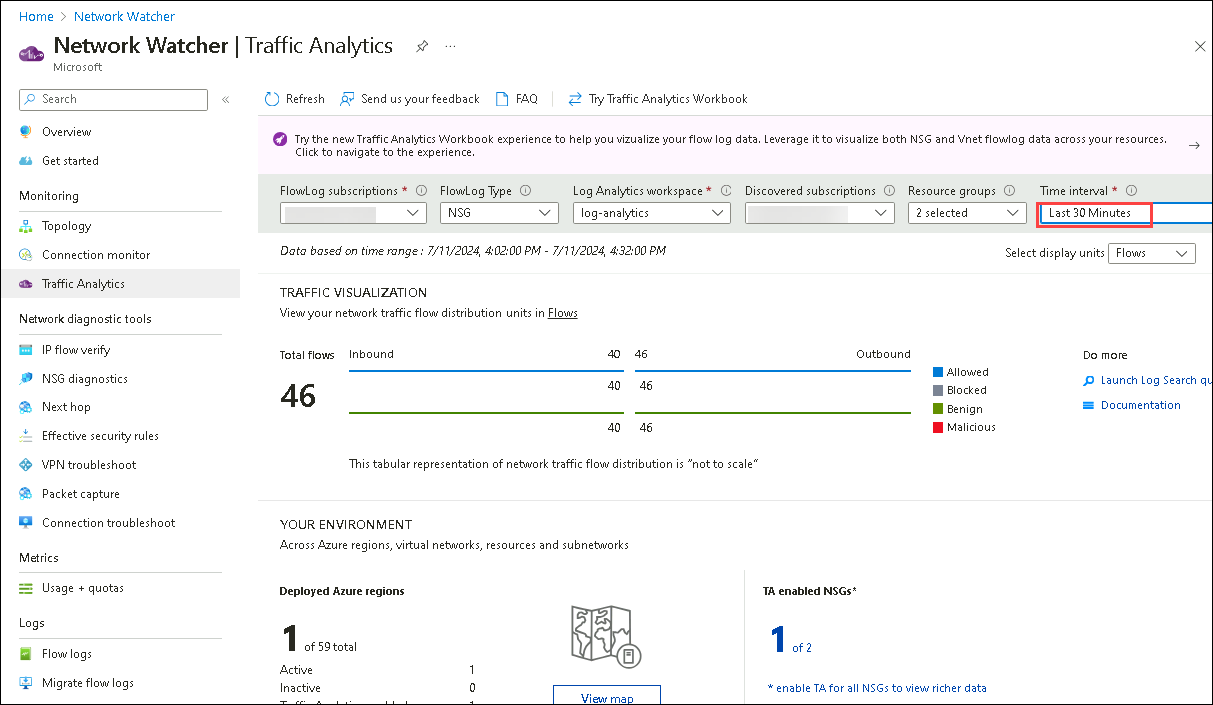 Home > Network Watcher
Network Watcher | Traffic Analytics
Microsoft
Search
«
Refresh
Send us your feedback
FAQ
Try Traffic Analytics Workbook
Overview
Get started
Monitoring
Topology
Connection monitor
Traffic Analytics
Network diagnostic tools
IP flow verify
NSG diagnostics
Next hop
Effective security rules
VPN troubleshoot
Packet capture
Connection troubleshoot
Metrics
Usage + quotas
Logs
Flow logs
Migrate flow logs
Try the new Traffic Analytics Workbook experience to help you vizualize your flow log data. Leverage it to visualize both NSG and Vnet flowlog data across your resources.
Click to navigate to the experience.
FlowLog subscriptions *
FlowLog Type
NSG
Log Analytics workspace *
log-analytics
Discovered subscriptions
Resource groups
2 selected
Time interval *
Last 30 Minutes
Data based on time range : 7/11/2024, 4:02:00 PM - 7/11/2024, 4:32:00 PM
Select display units
Flows
TRAFFIC VISUALIZATION
View your network traffic flow distribution units in Flows
Total flows
46
Inbound 40 46 Outbound
40 46
40 46
Allowed
Blocked
Benign
Malicious
Do more
Launch Log Search qu
Documentation
This tabular representation of network traffic flow distribution is "not to scale"
YOUR ENVIRONMENT
Across Azure regions, virtual networks, resources and subnetworks
Deployed Azure regions
1 of 59 total
Active 1
Inactive 0
View map
TA enabled NSGs*
1 of 2
* enable TA for all NSGs to view richer data